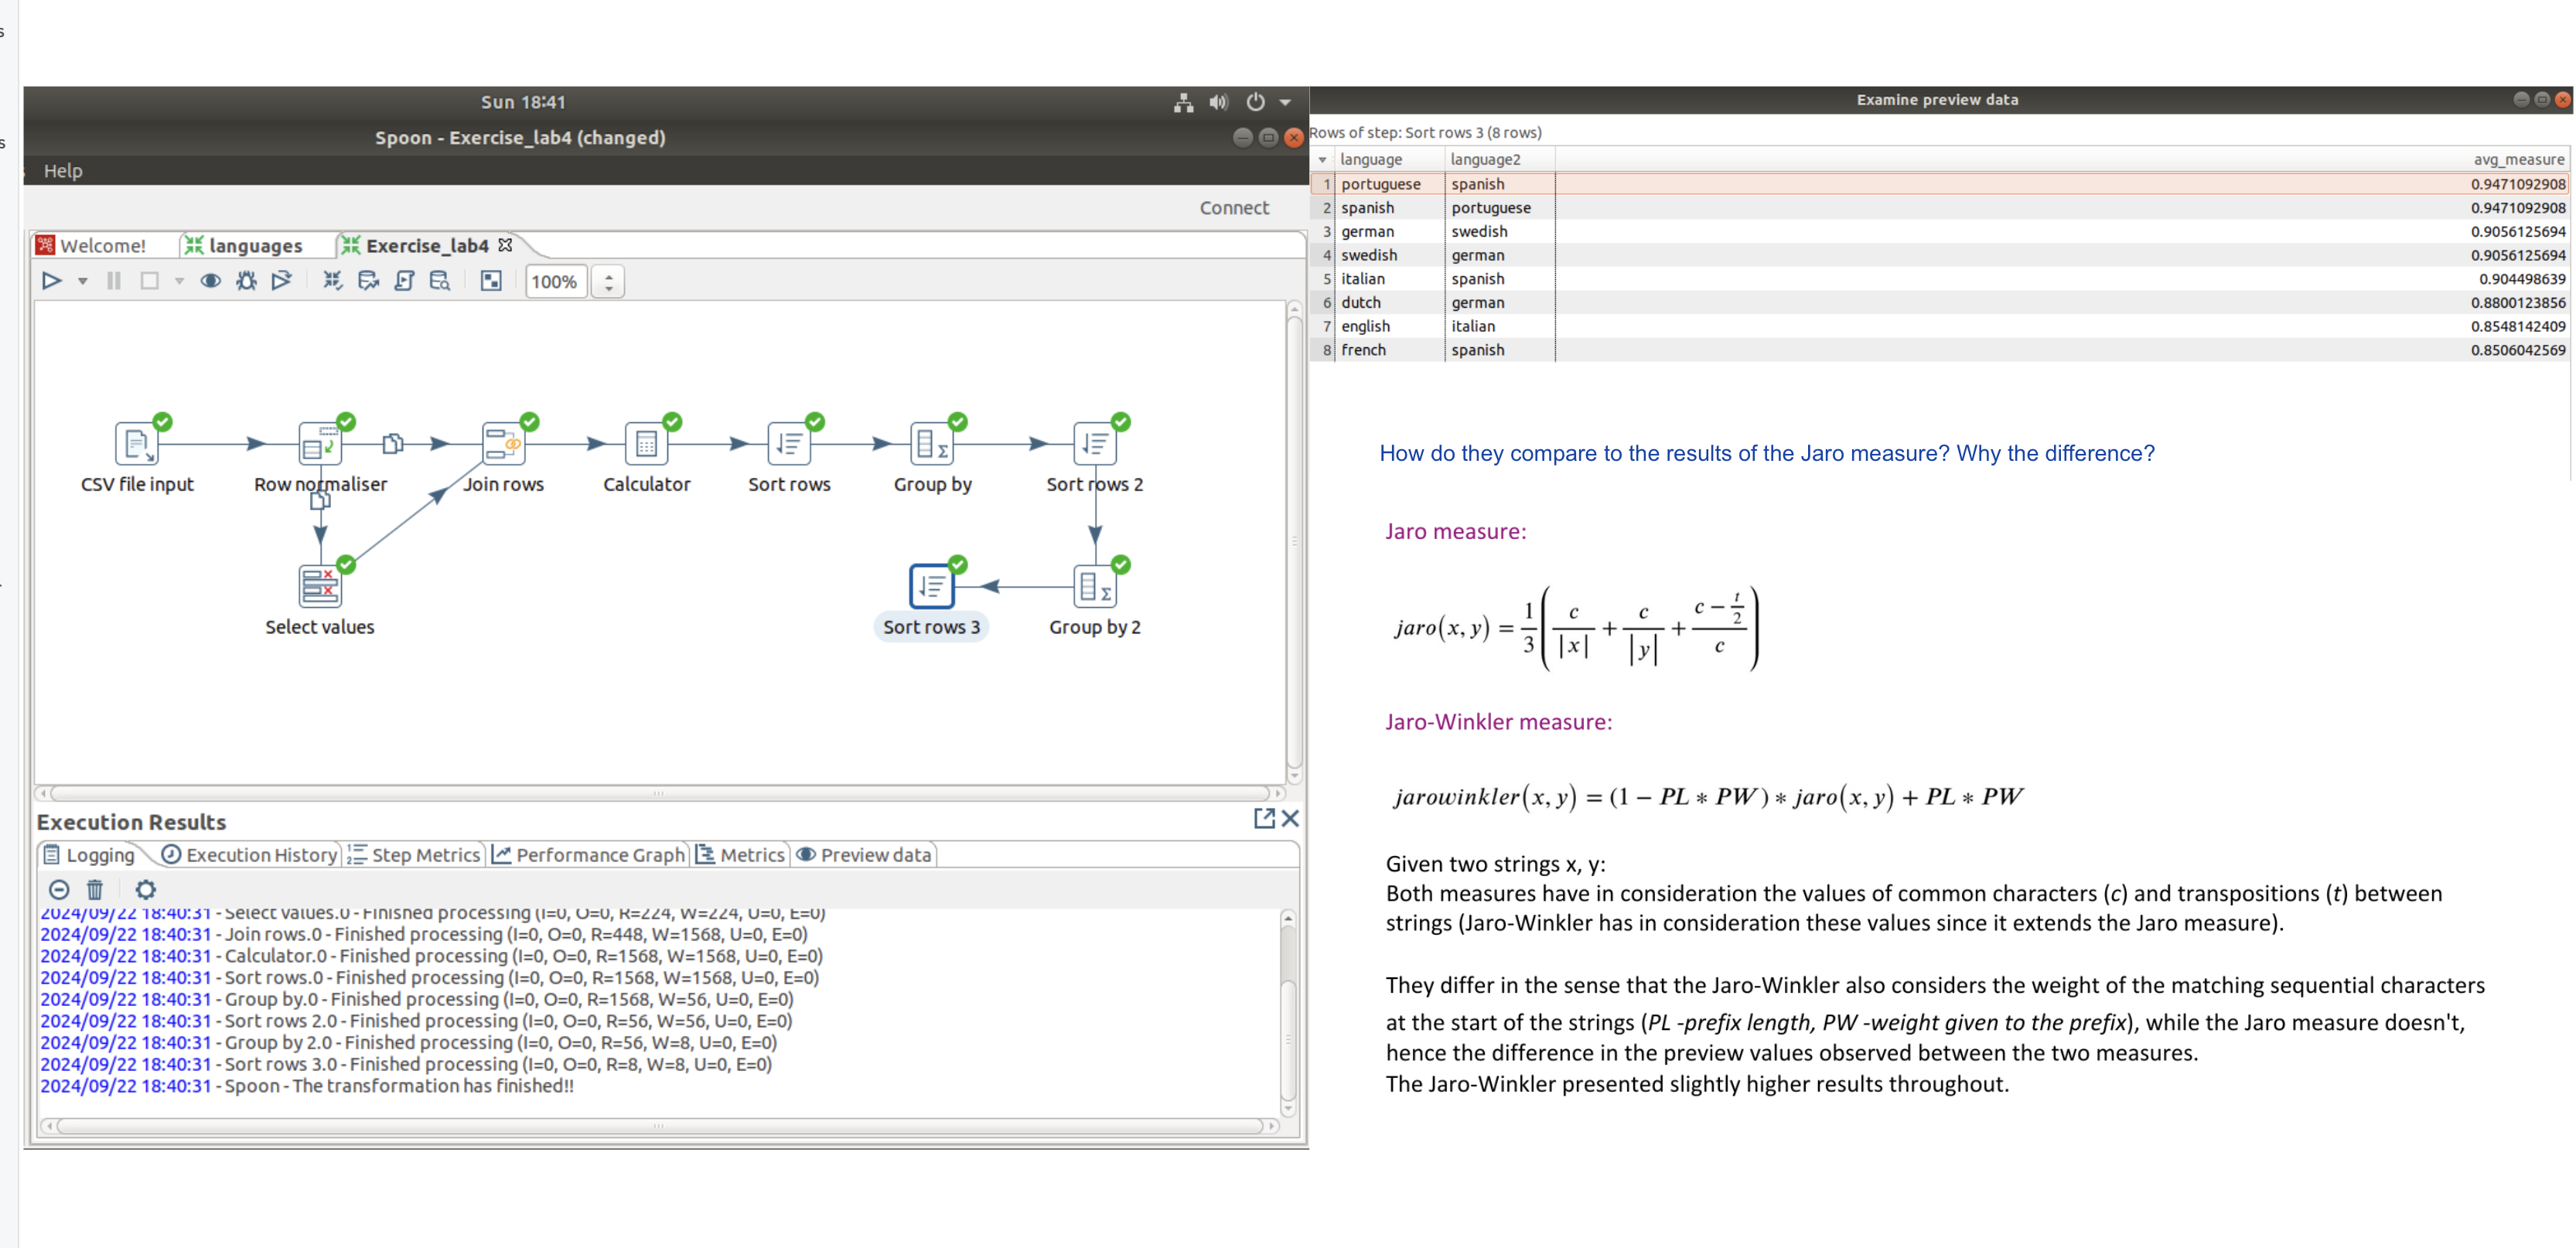 s
s
Sun 18:41
Spoon - Exercise_lab4 (changed)
Help
Connect
Welcome!
languages
Exercise_lab4
100%
CSV file input
Row normaliser
Join rows
Calculator
Sort rows
Group by
Sort rows 2
Select values
Sort rows 3
Group by 2
Execution Results
Logging Execution History Step Metrics Performance Graph Metrics Preview data
2024/09/22 18:40:31 - Select values.0 - Finished processing (I=0, O=0, R=224, W=224, U=0, E=0)
2024/09/22 18:40:31 - Join rows.0 - Finished processing (I=0, O=0, R=448, W=1568, U=0, E=0)
2024/09/22 18:40:31 - Calculator.0 - Finished processing (I=0, O=0, R=1568, W=1568, U=0, E=0)
2024/09/22 18:40:31 - Sort rows.0 - Finished processing (I=0, O=0, R=1568, W=1568, U=0, E=0)
2024/09/22 18:40:31 - Group by.0 - Finished processing (I=0, O=0, R=1568, W=56, U=0, E=0)
2024/09/22 18:40:31 - Sort rows 2.0 - Finished processing (I=0, O=0, R=56, W=56, U=0, E=0)
2024/09/22 18:40:31 - Group by 2.0 - Finished processing (I=0, O=0, R=56, W=8, U=0, E=0)
2024/09/22 18:40:31 - Sort rows 3.0 - Finished processing (I=0, O=0, R=8, W=8, U=0, E=0)
2024/09/22 18:40:31 - Spoon - The transformation has finished!!
Examine preview data
Rows of step: Sort rows 3 (8 rows)
language language2 avg_measure
1 portuguese spanish 0.9471092908
2 spanish portuguese 0.9471092908
3 german swedish 0.9056125694
4 swedish german 0.9056125694
5 italian spanish 0.904498639
6 dutch german 0.8800123856
7 english italian 0.8548142409
8 french spanish 0.8506042569
How do they compare to the results of the Jaro measure? Why the difference?
Jaro measure:
jaro(x, y) = 1/3 ( c/|x| + c/|y| + (c − t/2)/c )
Jaro-Winkler measure:
jarowinkler(x, y) = (1 − PL ∗ PW) ∗ jaro(x, y) + PL ∗ PW
Given two strings x, y:
Both measures have in consideration the values of common characters (c) and transpositions (t) between
strings (Jaro-Winkler has in consideration these values since it extends the Jaro measure).
They differ in the sense that the Jaro-Winkler also considers the weight of the matching sequential characters
at the start of the strings (PL -prefix length, PW -weight given to the prefix), while the Jaro measure doesn't,
hence the difference in the preview values observed between the two measures.
The Jaro-Winkler presented slightly higher results throughout.